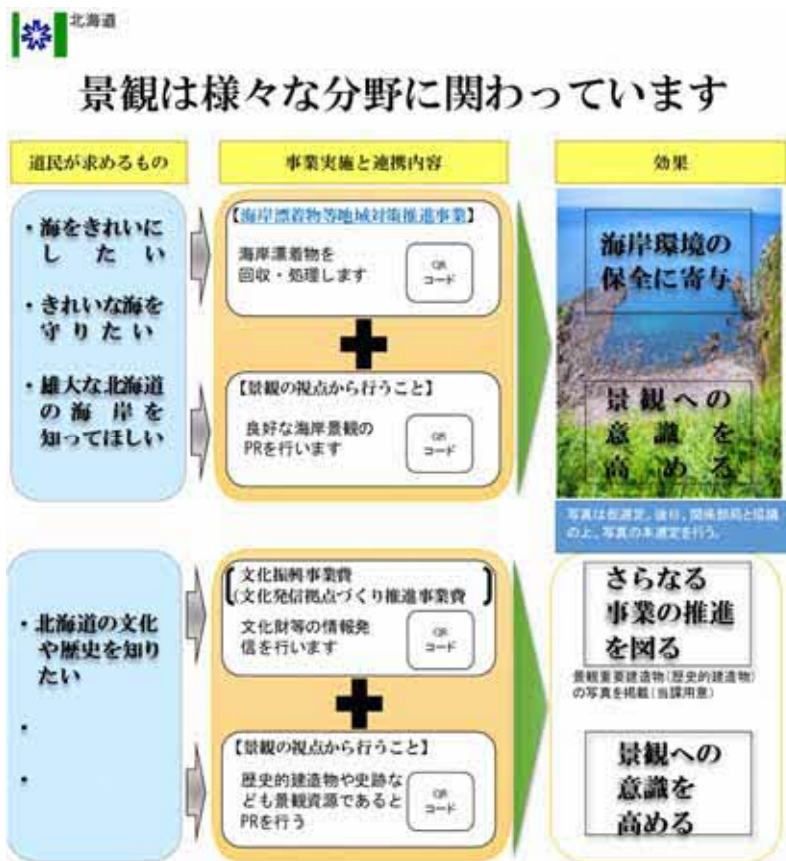 北海道
景観は様々な分野に関わっています
道民が求めるもの
事業実施と連携内容
効果
・海をきれいに
したい
・きれいな海を
守りたい
・雄大な北海道
の海岸を
知ってほしい
【海岸漂着物等地域対策推進事業】
海岸漂着物を
回収・処理します
QR
コード
【景観の視点から行うこと】
良好な海岸景観の
PRを行います
QR
コード
海岸環境の
保全に寄与
景観への
意識を
高める
写真は仮選定。後日、関係部局と協議
の上、写真の本選定を行う。
・北海道の文化
や歴史を知り
たい
・
・
文化振興事業費
(文化発信拠点づくり推進事業費
文化財等の情報発
信を行います
QR
コード
【景観の視点から行うこと】
歴史的建造物や史跡な
ども景観資源であると
PRを行う
QR
コード
さらなる
事業の推進
を図る
景観重要建造物(歴史的建造物)
の写真を掲載(当課用意)
景観への
意識を
高める